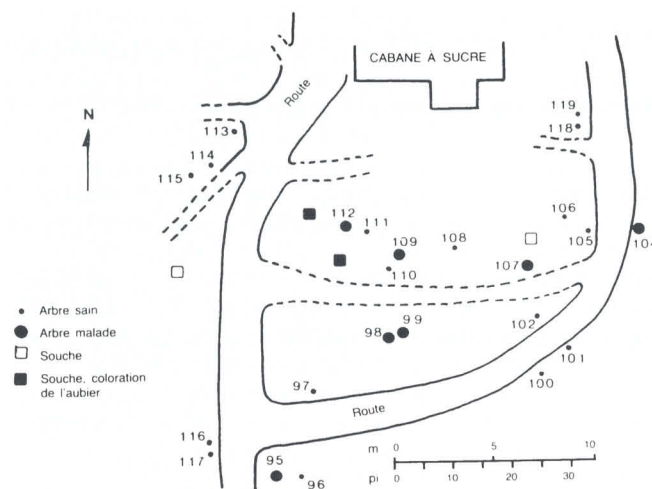 CABANE À SUCRE
Route
N
119
118
113
114
115
106
112
111
105
104
109
108
110
107
Arbre sain
Arbre malade
Souche
Souche, coloration
de l'aubier
102
99
98
101
100
97
Route
116
117
95
96
m 0 5 10
pi 0 10 20 30